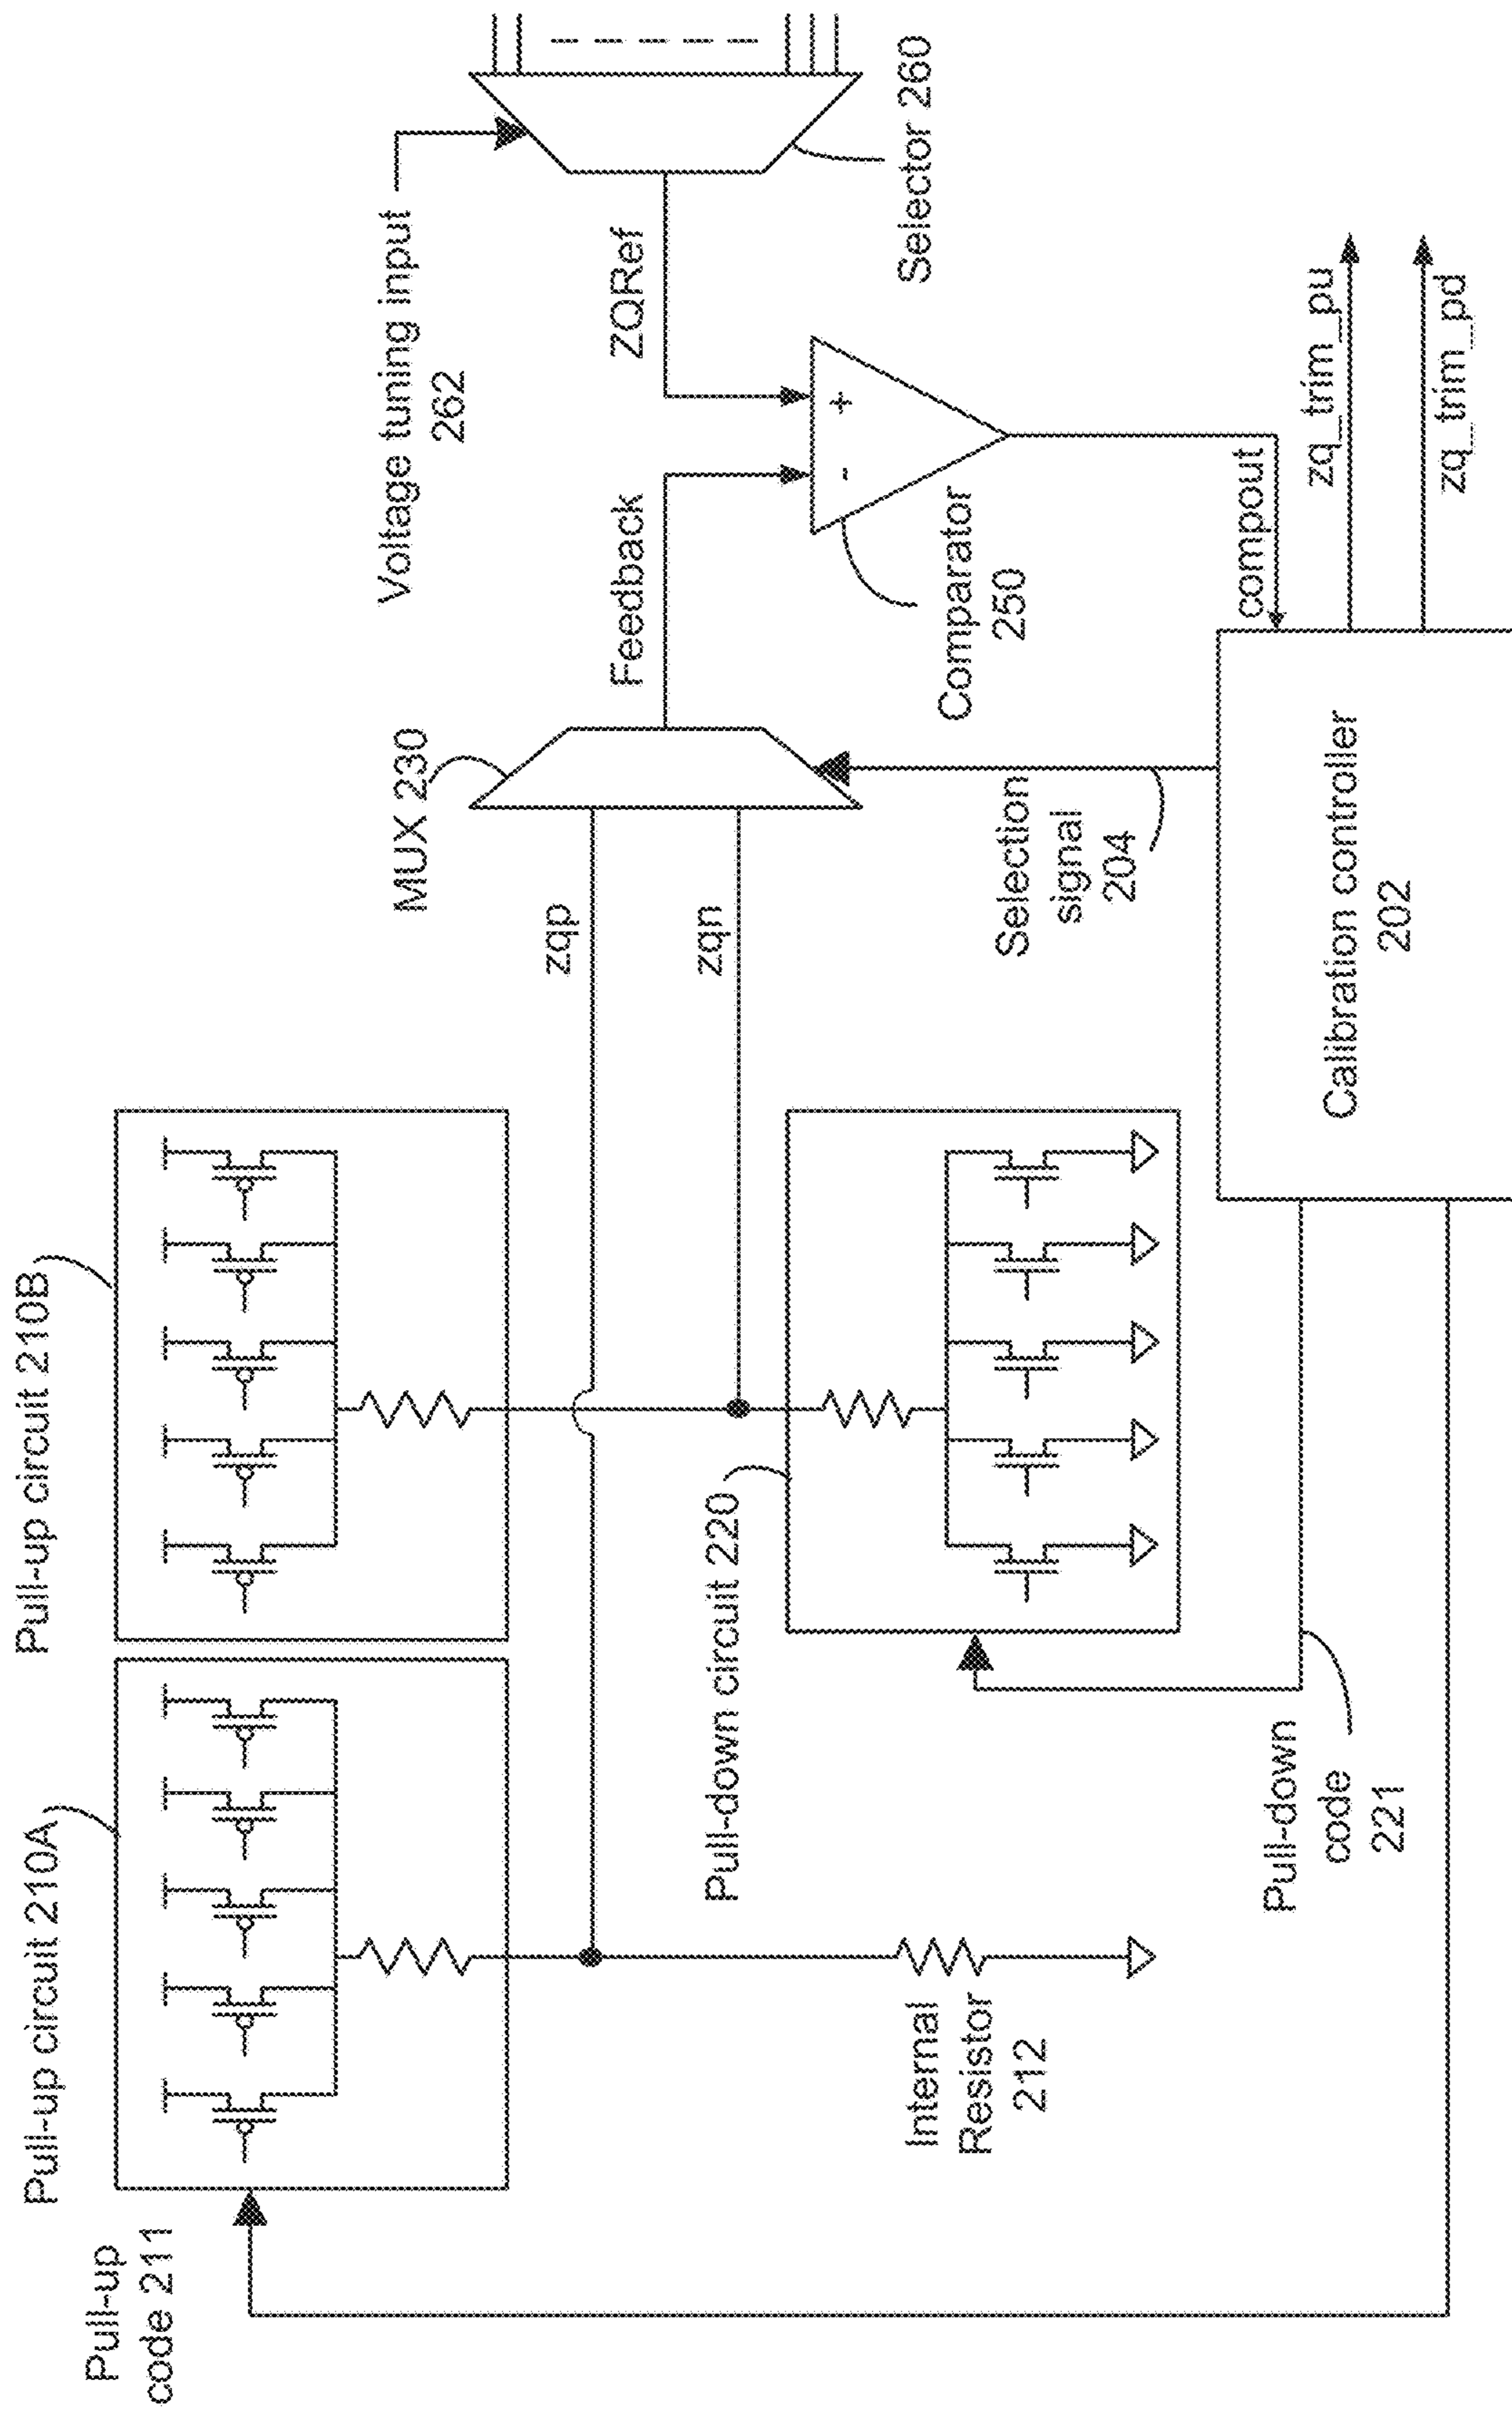 Pull-up
code 211
Pull-up circuit 210A
Pull-up circuit 210B
Voltage tuning input
262
MUX 230
zqp
zqn
Feedback
ZQRef
Selector 260
-
+
Comparator
250
Internal
Resistor
212
Pull-down circuit 220
Selection
signal
204
compout
Pull-down
code
221
Calibration controller
202
zq_trim_pu
zq_trim_pd